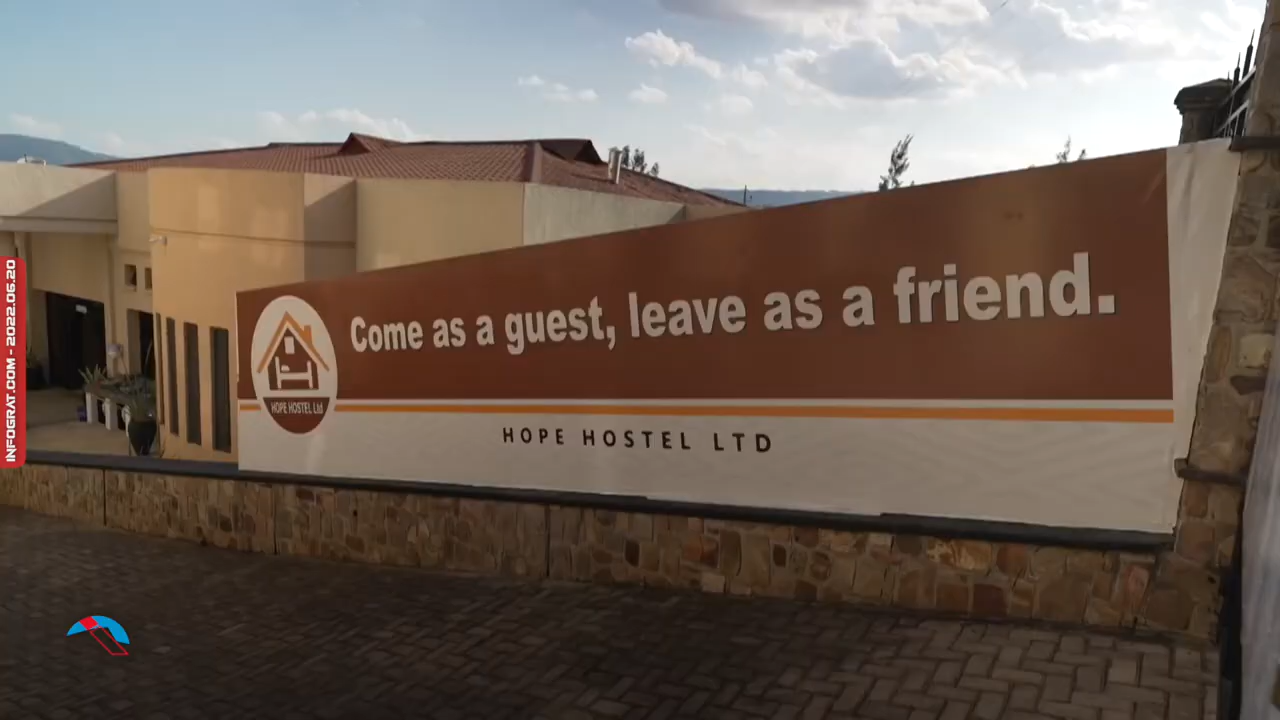 INFOGRAT.COM - 2022.06.20
Come as a guest, leave as a friend.
HOPE HOSTEL Ltd
HOPE HOSTEL LTD